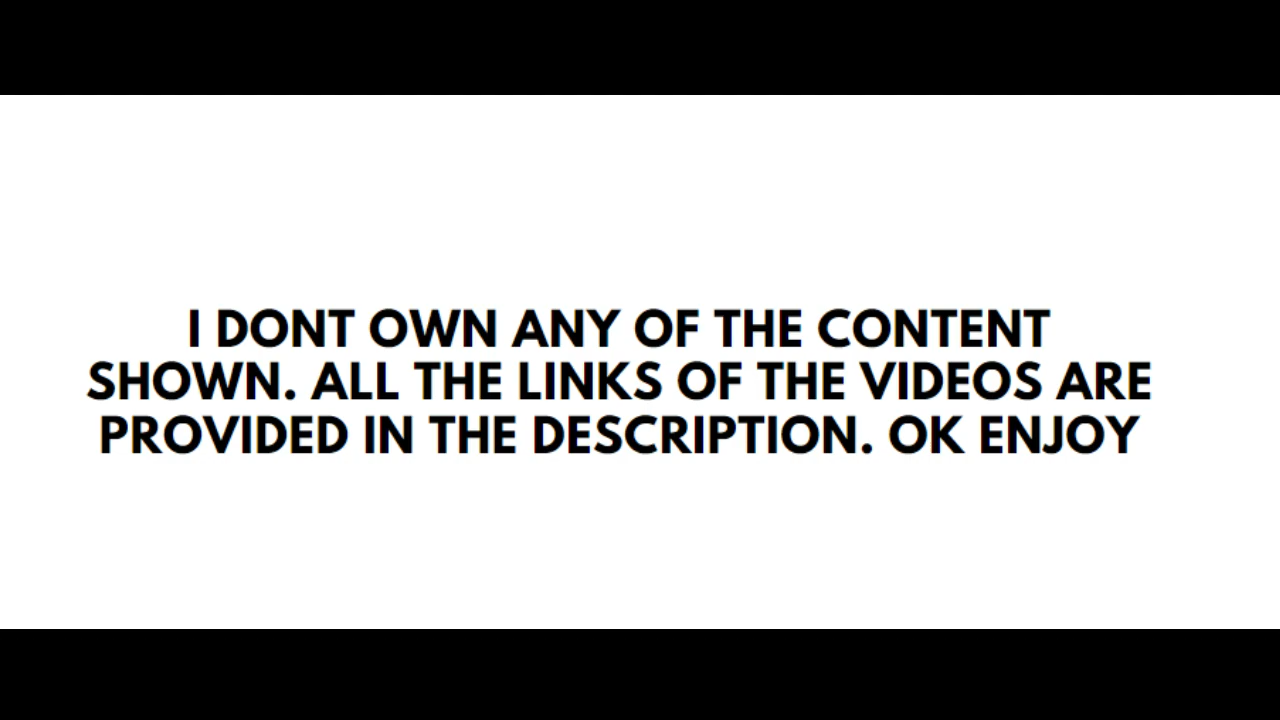 I DONT OWN ANY OF THE CONTENT
SHOWN. ALL THE LINKS OF THE VIDEOS ARE
PROVIDED IN THE DESCRIPTION. OK ENJOY